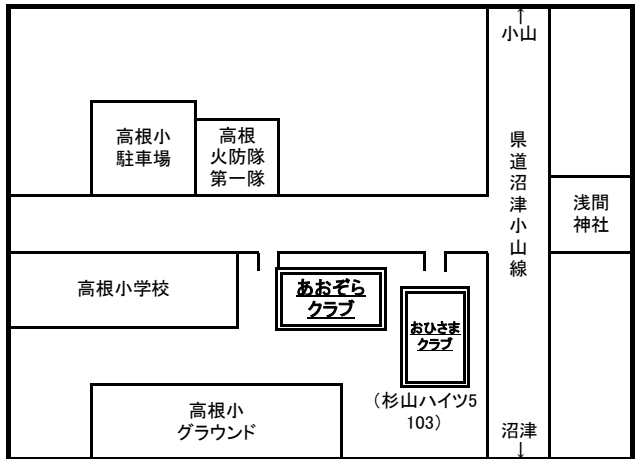 ↑
小山
高根小
駐車場
高根
火防隊
第一隊
県道沼津小山線
浅間
神社
高根小学校
あおぞら
クラブ
おひさま
クラブ
(杉山ハイツ5
103)
高根小
グラウンド
沼津
↓